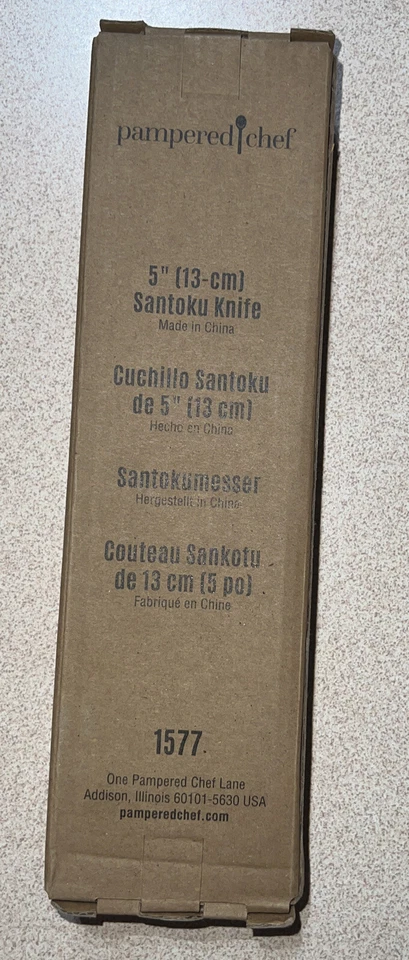 pampered chef
5" (13-cm)
Santoku Knife
Made in China
Cuchillo Santoku
de 5" (13 cm)
Hecho en China
Santokumesser
Hergestellt in China
Couteau Sankotu
de 13 cm (5 po)
Fabriqué en Chine
1577
One Pampered Chef Lane
Addison, Illinois 60101-5630 USA
pamperedchef.com